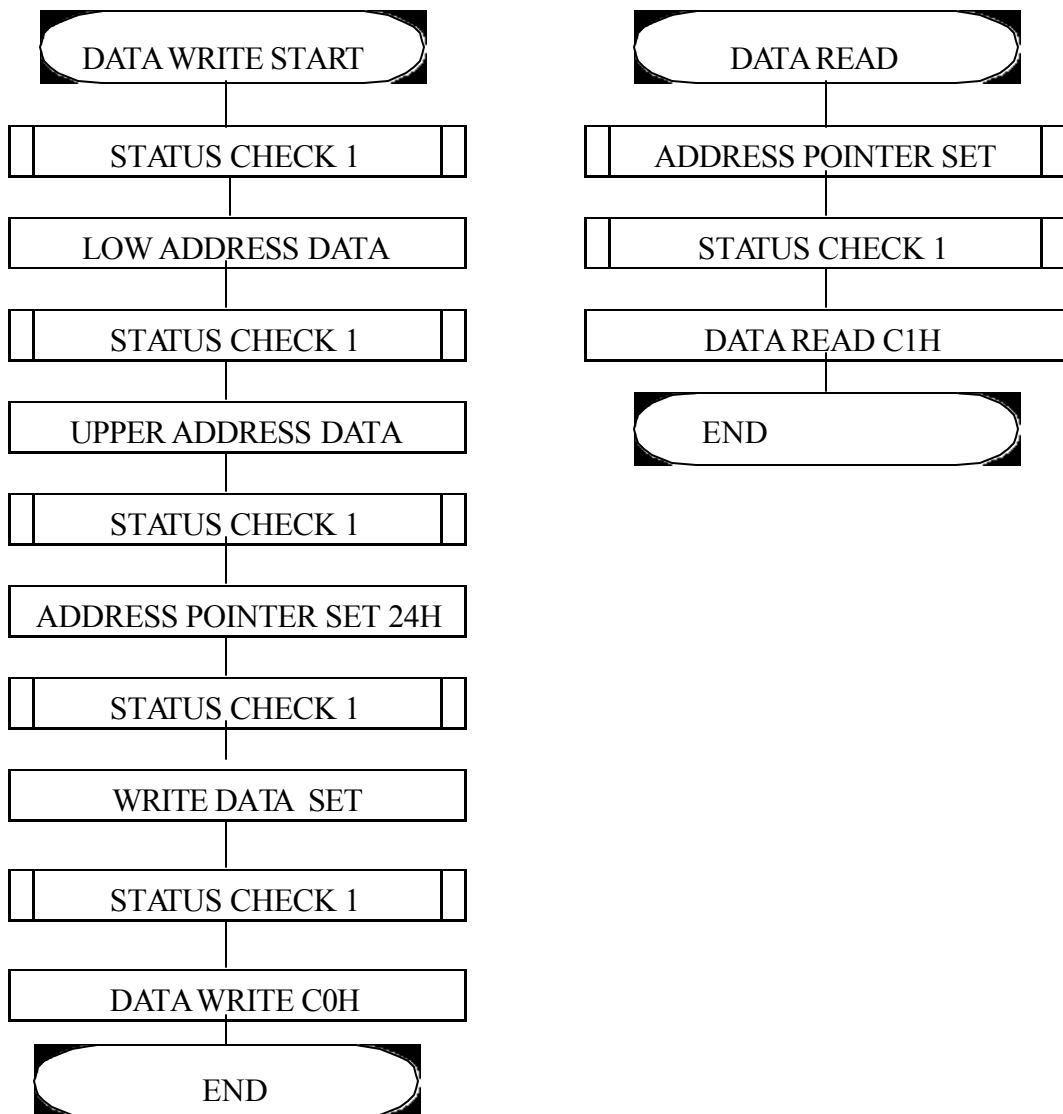 DATA WRITE START
STATUS CHECK 1
LOW ADDRESS DATA
STATUS CHECK 1
UPPER ADDRESS DATA
STATUS CHECK 1
ADDRESS POINTER SET 24H
STATUS CHECK 1
WRITE DATA SET
STATUS CHECK 1
DATA WRITE C0H
END
DATA READ
ADDRESS POINTER SET
STATUS CHECK 1
DATA READ C1H
END